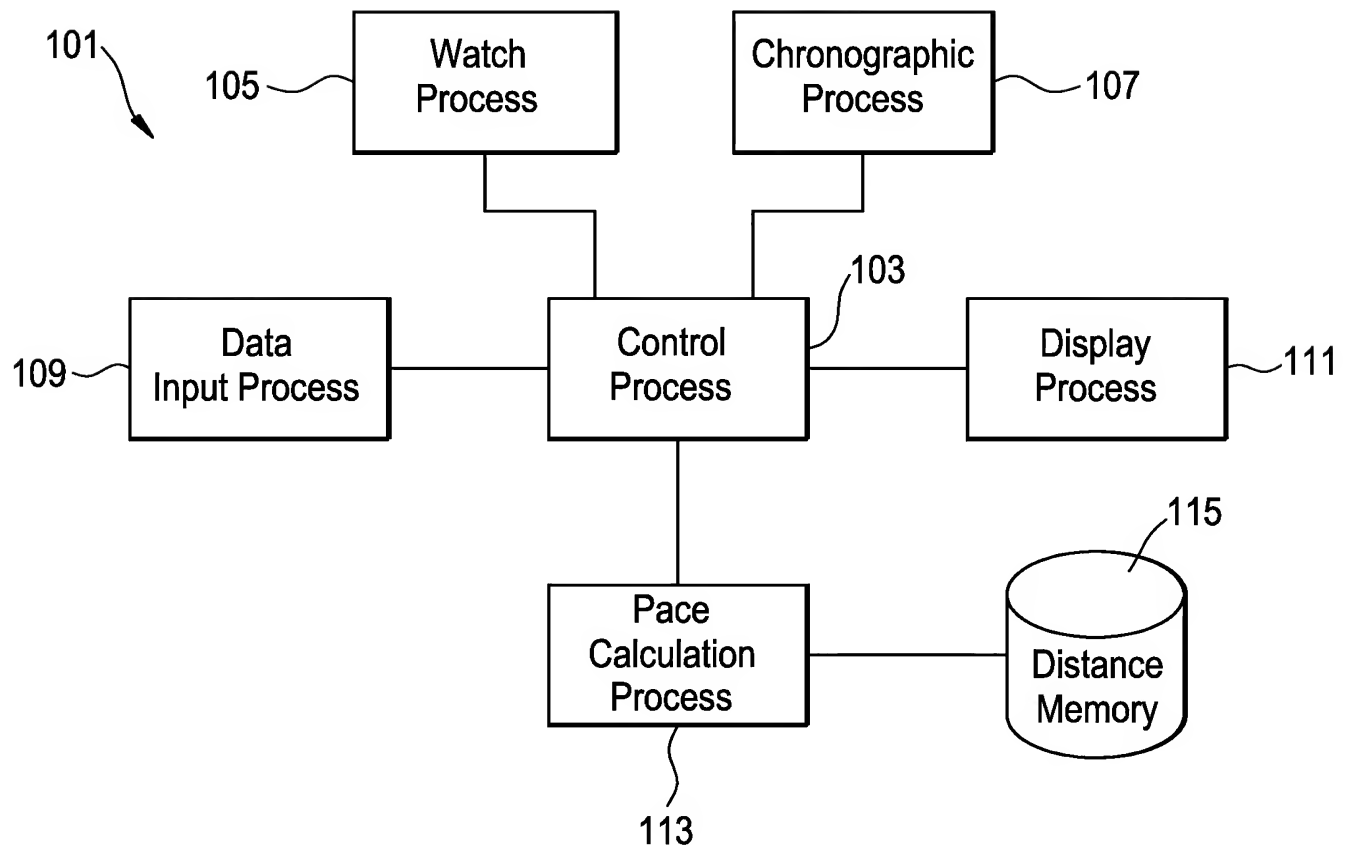 101
105
Watch
Process
Chronographic
Process
107
103
109
Data
Input Process
Control
Process
Display
Process
111
115
Pace
Calculation
Process
Distance
Memory
113